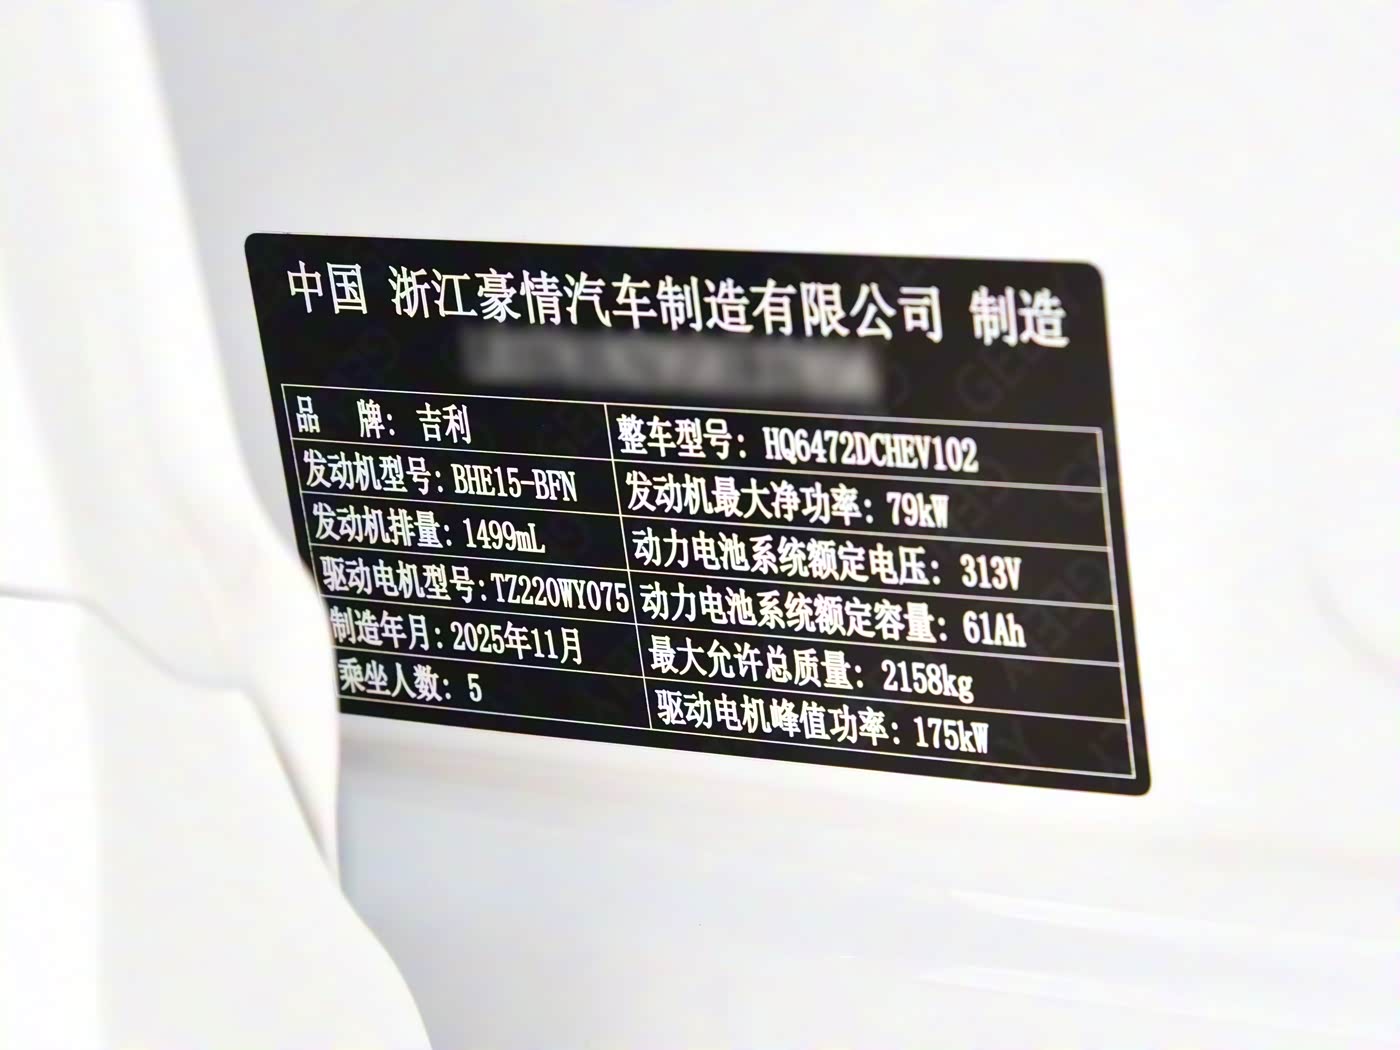 中国 浙江豪情汽车制造有限公司 制造
品 牌：吉利 整车型号：HQ6472DCHEV102
发动机型号：BHE15-BFN 发动机最大净功率：79kW
发动机排量：1499mL 动力电池系统额定电压：313V
驱动电机型号：TZ220WY075 动力电池系统额定容量：61Ah
制造年月：2025年11月 最大允许总质量：2158kg
乘坐人数：5 驱动电机峰值功率：175kW